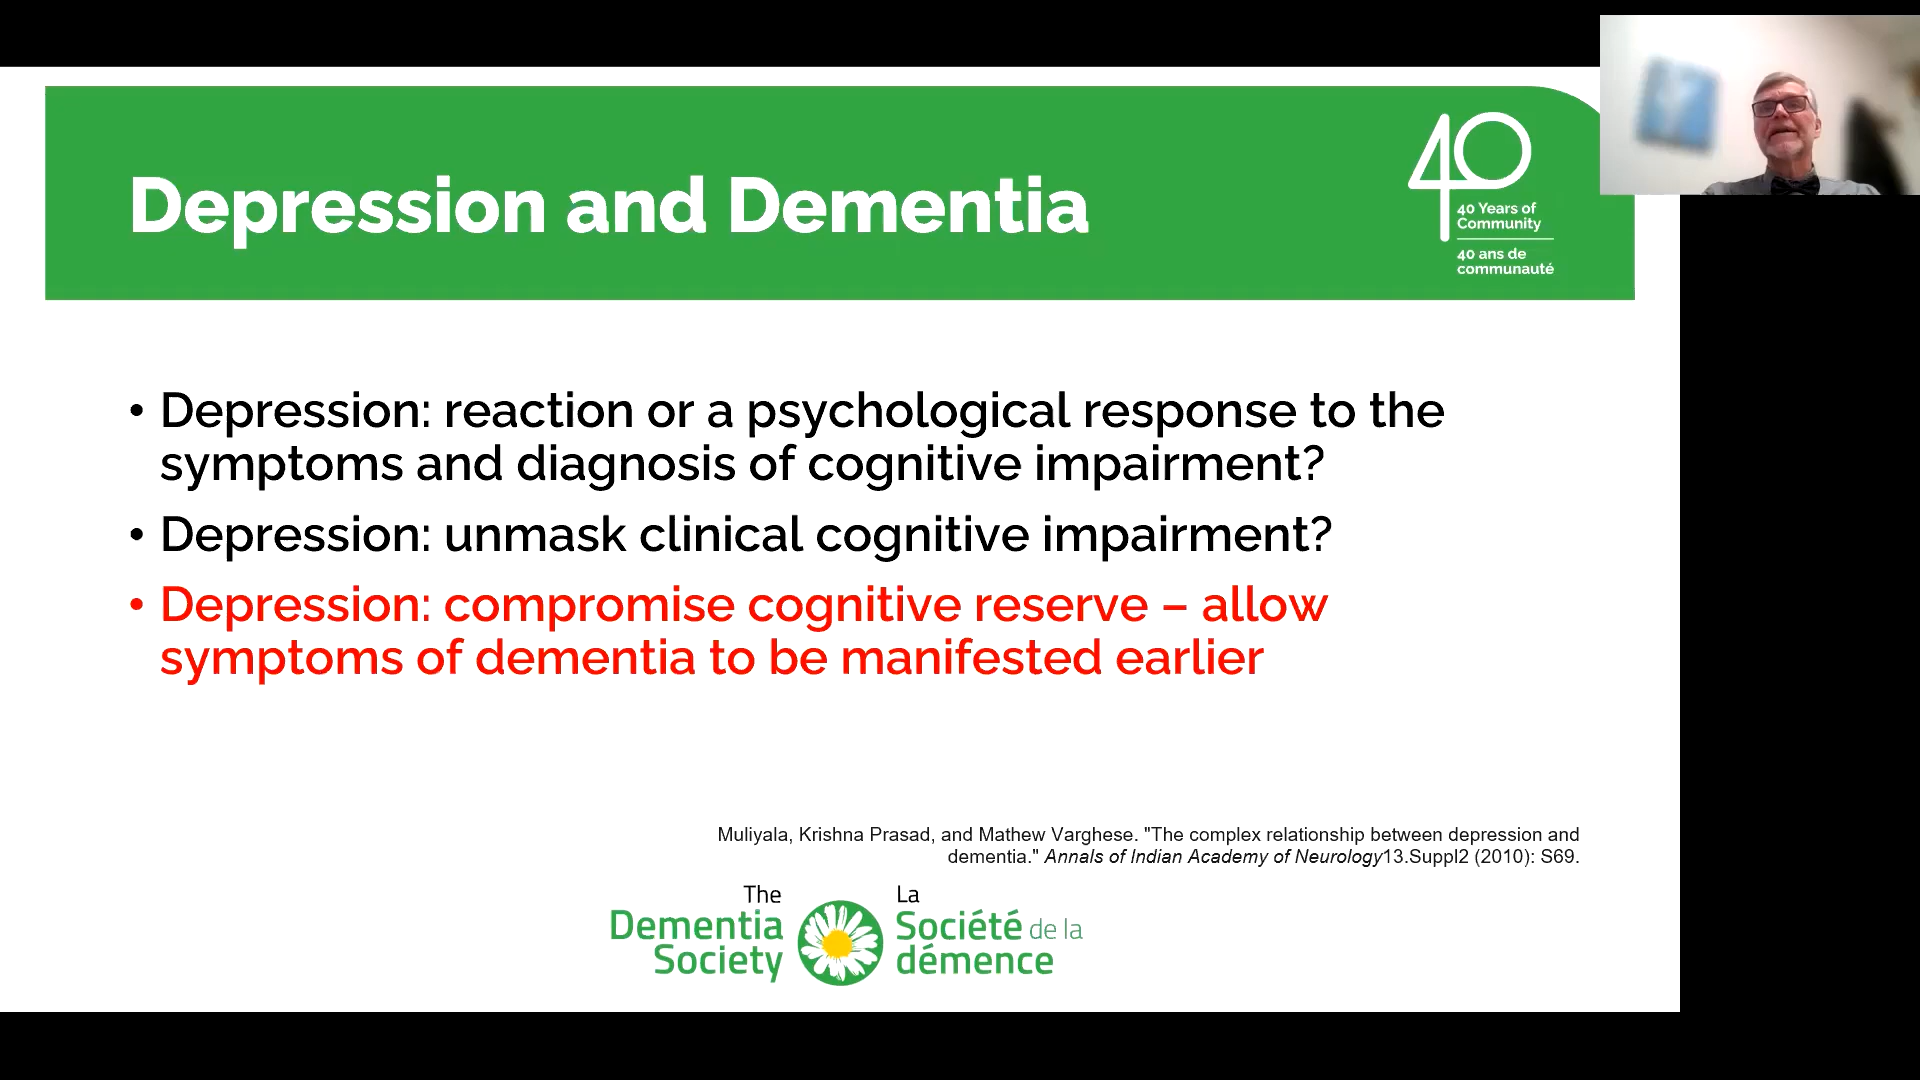 Depression and Dementia
40
40 Years of
Community
40 ans de
communauté
• Depression: reaction or a psychological response to the
symptoms and diagnosis of cognitive impairment?
• Depression: unmask clinical cognitive impairment?
• Depression: compromise cognitive reserve – allow
symptoms of dementia to be manifested earlier
Muliyala, Krishna Prasad, and Mathew Varghese. "The complex relationship between depression and
dementia." Annals of Indian Academy of Neurology13.Suppl2 (2010): S69.
The
Dementia
Society
La
Société de la
démence